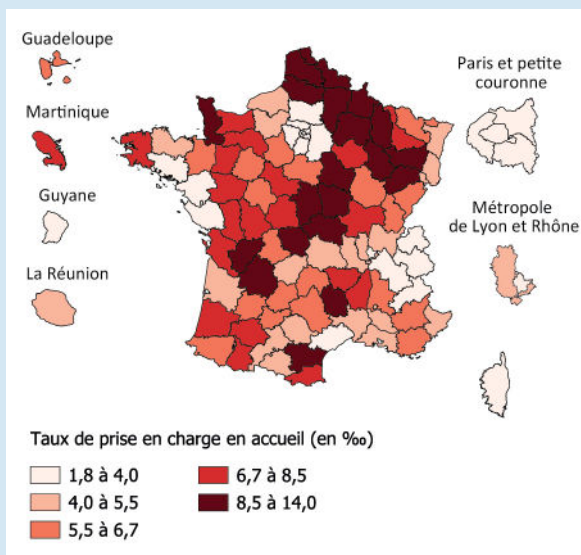 Guadeloupe
Martinique
Guyane
La Réunion
Paris et petite
couronne
Métropole
de Lyon et Rhône
Taux de prise en charge en accueil (en ‰)
1,8 à 4,0
4,0 à 5,5
5,5 à 6,7
6,7 à 8,5
8,5 à 14,0